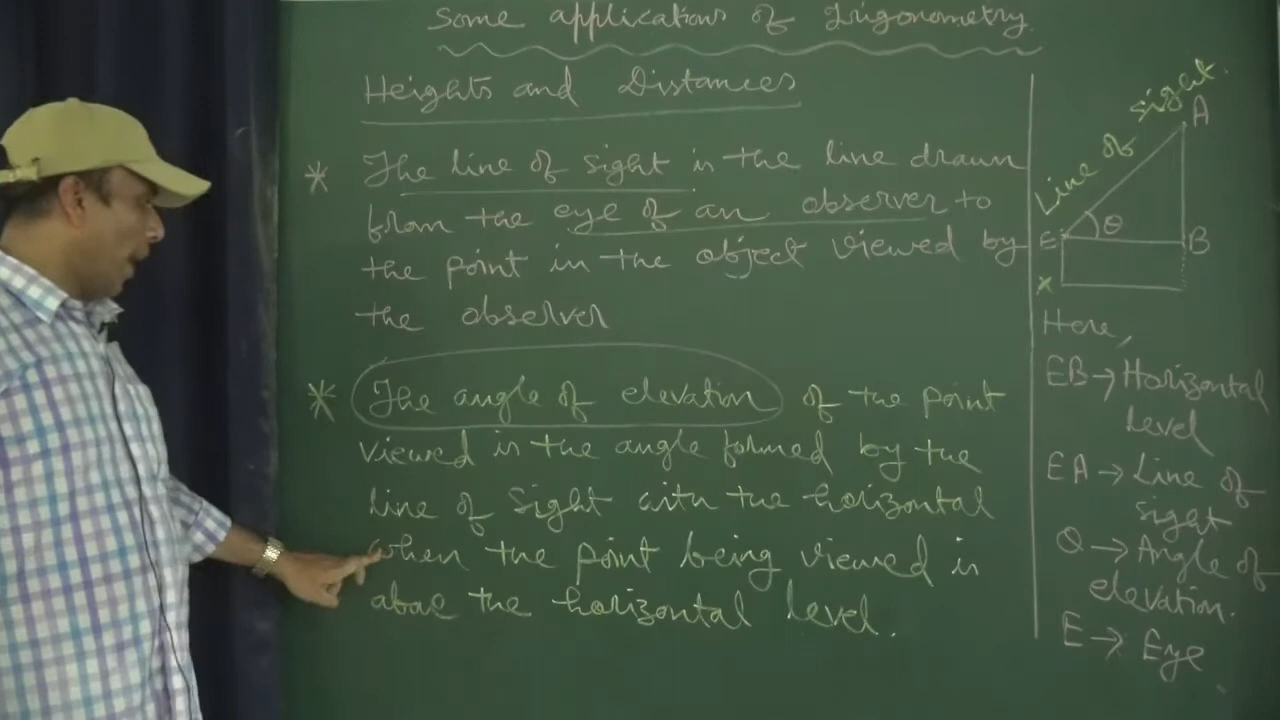 Some applications of Trigonometry
Heights and Distances
* The line of sight is the line drawn
from the eye of an observer to
the point in the object viewed by
the observer
* The angle of elevation of the point
viewed is the angle formed by the
line of sight with the horizontal
when the point being viewed is
above the horizontal level.
Line of sight.
A
E θ B
x
Here,
EB → Horizontal
Level
EA → Line of
sight
θ → Angle of
elevation.
E → Eye